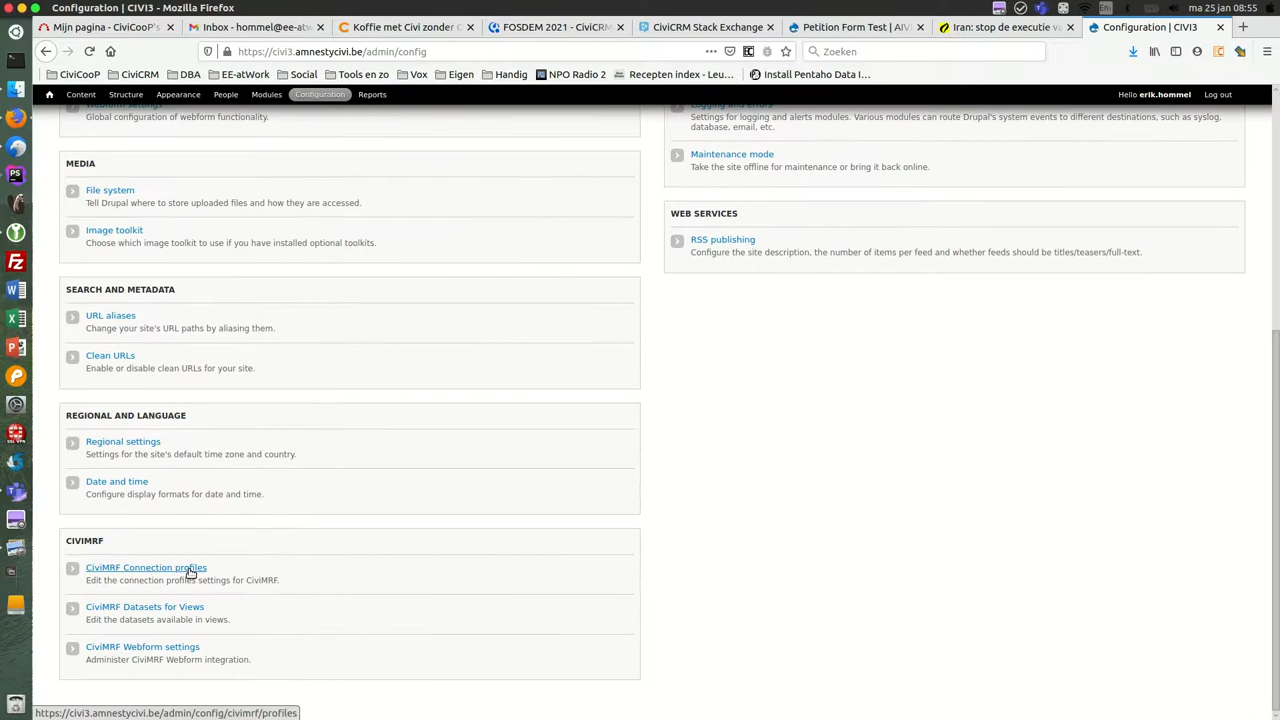 Configuration | CIVI3 - Mozilla Firefox
ma 25 jan 08:55
Mijn pagina - CiviCooP's
Inbox - hommel@ee-atw
Koffie met Civi zonder
FOSDEM 2021 - CiviCRM
CiviCRM Stack Exchange
Petition Form Test | AIVL
Iran: stop de executie va
Configuration | CIVI3
https://civi3.amnestycivi.be/admin/config
Zoeken
CiviCooP
CiviCRM
DBA
EE-atWork
Social
Tools en zo
Vox
Eigen
Handig
NPO Radio 2
Recepten index - Leu…
Install Pentaho Data I…
Content
Structure
Appearance
People
Modules
Configuration
Reports
Hello erik.hommel
Log out
Webform settings
Global configuration of webform functionality.
MEDIA
File system
Tell Drupal where to store uploaded files and how they are accessed.
Image toolkit
Choose which image toolkit to use if you have installed optional toolkits.
SEARCH AND METADATA
URL aliases
Change your site's URL paths by aliasing them.
Clean URLs
Enable or disable clean URLs for your site.
REGIONAL AND LANGUAGE
Regional settings
Settings for the site's default time zone and country.
Date and time
Configure display formats for date and time.
CIVIMRF
CiviMRF Connection profiles
Edit the connection profiles settings for CiviMRF.
CiviMRF Datasets for Views
Edit the datasets available in views.
CiviMRF Webform settings
Administer CiviMRF Webform integration.
Logging and Errors
Settings for logging and alerts modules. Various modules can route Drupal's system events to different destinations, such as syslog,
database, email, etc.
Maintenance mode
Take the site offline for maintenance or bring it back online.
WEB SERVICES
RSS publishing
Configure the site description, the number of items per feed and whether feeds should be titles/teasers/full-text.
https://civi3.amnestycivi.be/admin/config/civimrf/profiles